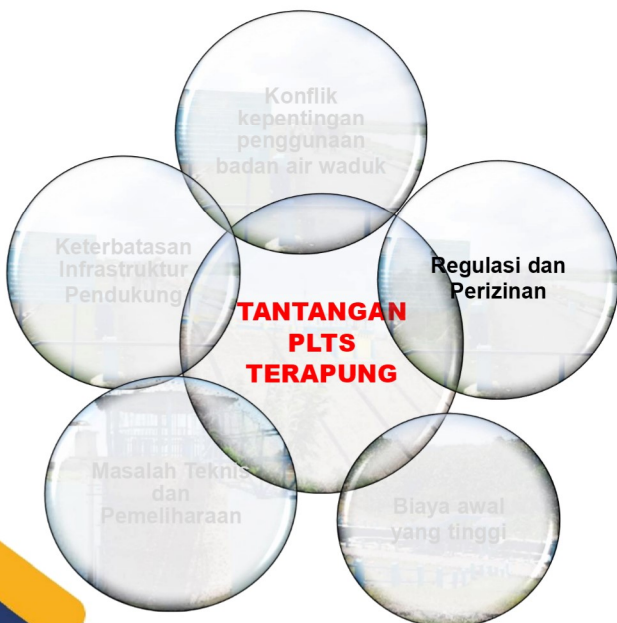 Konflik
kepentingan
penggunaan
badan air waduk
Keterbatasan
Infrastruktur
Pendukung
Regulasi dan
Perizinan
TANTANGAN
PLTS
TERAPUNG
Masalah Teknis
dan
Pemeliharaan
Biaya awal
yang tinggi